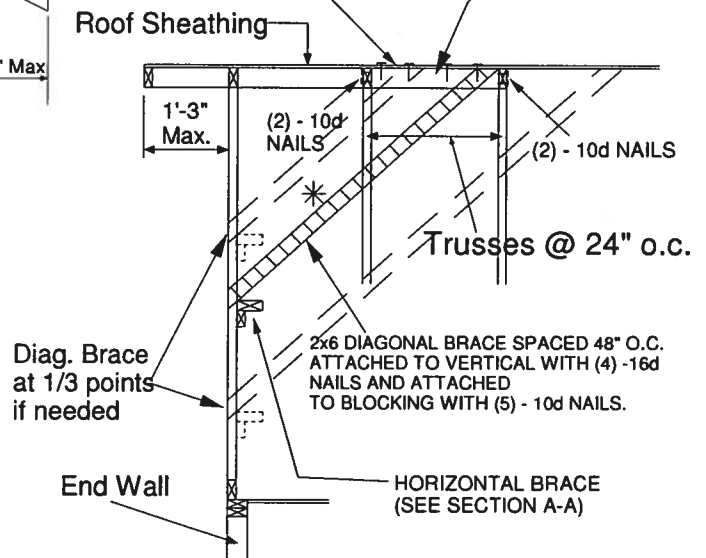 Roof Sheathing
" Max
1'-3"
Max.
(2) - 10d
NAILS
(2) - 10d NAILS
Trusses @ 24" o.c.
2x6 DIAGONAL BRACE SPACED 48" O.C.
ATTACHED TO VERTICAL WITH (4) -16d
NAILS AND ATTACHED
TO BLOCKING WITH (5) - 10d NAILS.
Diag. Brace
at 1/3 points
if needed
End Wall
HORIZONTAL BRACE
(SEE SECTION A-A)